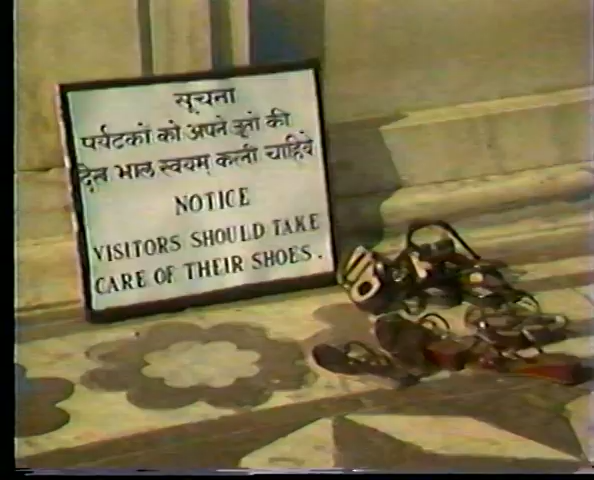 सूचना
पर्यटकों को अपने जूतों की
देख भाल स्वयम् करनी चाहिये
NOTICE
VISITORS SHOULD TAKE
CARE OF THEIR SHOES.